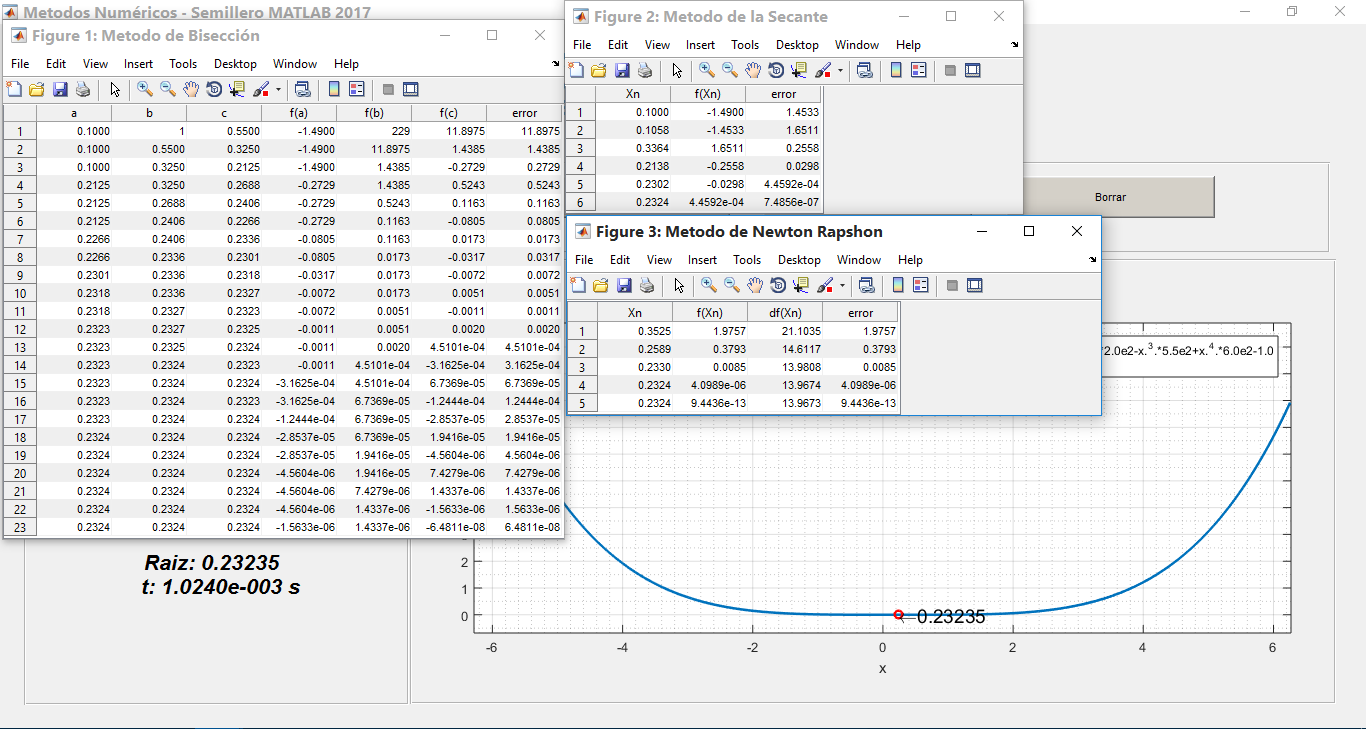 Metodos Numéricos - Semillero MATLAB 2017
Figure 1: Metodo de Bisección
File Edit View Insert Tools Desktop Window Help
a b c f(a) f(b) f(c) error
1 0.1000 1 0.5500 -1.4900 229 11.8975 11.8975
2 0.1000 0.5500 0.3250 -1.4900 11.8975 1.4385 1.4385
3 0.1000 0.3250 0.2125 -1.4900 1.4385 -0.2729 0.2729
4 0.2125 0.3250 0.2688 -0.2729 1.4385 0.5243 0.5243
5 0.2125 0.2688 0.2406 -0.2729 0.5243 0.1163 0.1163
6 0.2125 0.2406 0.2266 -0.2729 0.1163 -0.0805 0.0805
7 0.2266 0.2406 0.2336 -0.0805 0.1163 0.0173 0.0173
8 0.2266 0.2336 0.2301 -0.0805 0.0173 -0.0317 0.0317
9 0.2301 0.2336 0.2318 -0.0317 0.0173 -0.0072 0.0072
10 0.2318 0.2336 0.2327 -0.0072 0.0173 0.0051 0.0051
11 0.2318 0.2327 0.2323 -0.0072 0.0051 -0.0011 0.0011
12 0.2323 0.2327 0.2325 -0.0011 0.0051 0.0020 0.0020
13 0.2323 0.2325 0.2324 -0.0011 0.0020 4.5101e-04 4.5101e-04
14 0.2323 0.2324 0.2323 -0.0011 4.5101e-04 -3.1625e-04 3.1625e-04
15 0.2323 0.2324 0.2324 -3.1625e-04 4.5101e-04 6.7369e-05 6.7369e-05
16 0.2323 0.2324 0.2323 -3.1625e-04 6.7369e-05 -1.2444e-04 1.2444e-04
17 0.2323 0.2324 0.2324 -1.2444e-04 6.7369e-05 -2.8537e-05 2.8537e-05
18 0.2324 0.2324 0.2324 -2.8537e-05 6.7369e-05 1.9416e-05 1.9416e-05
19 0.2324 0.2324 0.2324 -2.8537e-05 1.9416e-05 -4.5604e-06 4.5604e-06
20 0.2324 0.2324 0.2324 -4.5604e-06 1.9416e-05 7.4279e-06 7.4279e-06
21 0.2324 0.2324 0.2324 -4.5604e-06 7.4279e-06 1.4337e-06 1.4337e-06
22 0.2324 0.2324 0.2324 -4.5604e-06 1.4337e-06 -1.5633e-06 1.5633e-06
23 0.2324 0.2324 0.2324 -1.5633e-06 1.4337e-06 -6.4811e-08 6.4811e-08
Figure 2: Metodo de la Secante
File Edit View Insert Tools Desktop Window Help
Xn f(Xn) error
1 0.1000 -1.4900 1.4533
2 0.1058 -1.4533 1.6511
3 0.3364 1.6511 0.2558
4 0.2138 -0.2558 0.0298
5 0.2302 -0.0298 4.4592e-04
6 0.2324 4.4592e-04 7.4856e-07
Borrar
Figure 3: Metodo de Newton Rapshon
File Edit View Insert Tools Desktop Window Help
Xn f(Xn) df(Xn) error
1 0.3525 1.9757 21.1035 1.9757
2 0.2589 0.3793 14.6117 0.3793
3 0.2330 0.0085 13.9808 0.0085
4 0.2324 4.0989e-06 13.9674 4.0989e-06
5 0.2324 9.4436e-13 13.9673 9.4436e-13
*2.0e2-x.^3.*5.5e2+x.^4.*6.0e2-1.0
Raiz: 0.23235
t: 1.0240e-003 s
2
1
0
←0.23235
-6 -4 -2 0 2 4 6
x